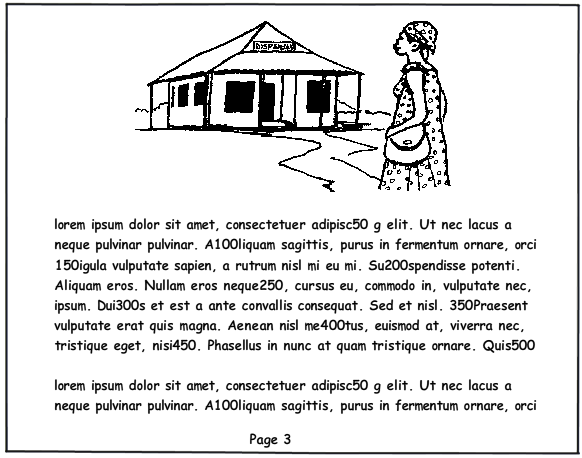 DISPENSARY
lorem ipsum dolor sit amet, consectetuer adipisc50 g elit. Ut nec lacus a
neque pulvinar pulvinar. A100liquam sagittis, purus in fermentum ornare, orci
150igula vulputate sapien, a rutrum nisl mi eu mi. Su200spendisse potenti.
Aliquam eros. Nullam eros neque250, cursus eu, commodo in, vulputate nec,
ipsum. Dui300s et est a ante convallis consequat. Sed et nisl. 350Praesent
vulputate erat quis magna. Aenean nisl me400tus, euismod at, viverra nec,
tristique eget, nisi450. Phasellus in nunc at quam tristique ornare. Quis500
lorem ipsum dolor sit amet, consectetuer adipisc50 g elit. Ut nec lacus a
neque pulvinar pulvinar. A100liquam sagittis, purus in fermentum ornare, orci
Page 3